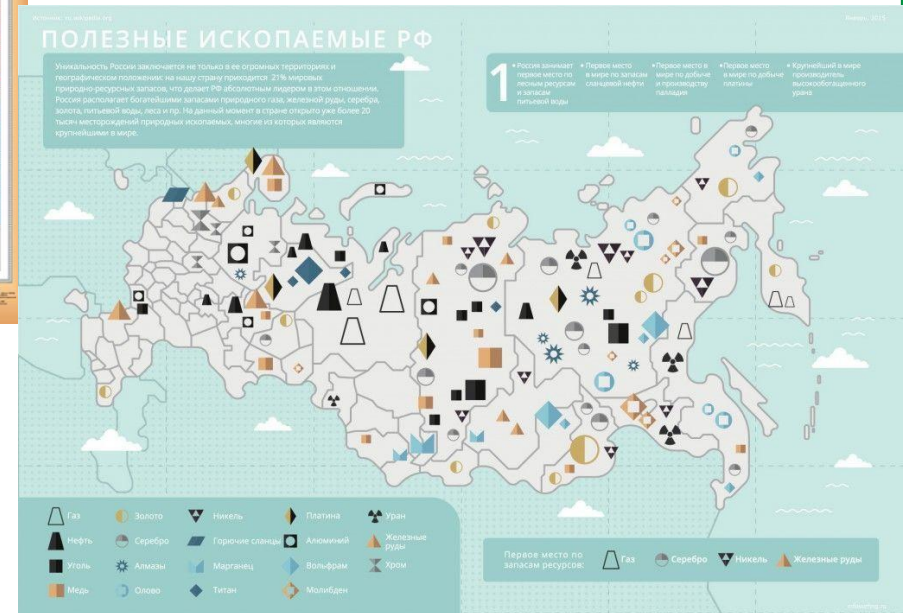 Январь, 2015
ПОЛЕЗНЫЕ ИСКОПАЕМЫЕ РФ
Уникальность России заключается не только в ее огромных территориях и
географическом положении: на нашу страну приходится 21% мировых
природно-ресурсных запасов, что делает РФ абсолютным лидером в этом отношении.
Россия располагает богатейшими запасами природного газа, железной руды, серебра,
золота, питьевой воды, леса и пр. На данный момент в стране открыто уже более 20
тысяч месторождений природных ископаемых, многие из которых являются
крупнейшими в мире.
1
• Россия занимает
первое место по
лесным ресурсам
и запасам
питьевой воды
• Первое место
в мире по запасам
сланцевой нефти
• Первое место в
мире по добыче
и производству
палладия
• Первое место
в мире по добыче
платины
• Крупнейший в мире
производитель
высокообогащенного
урана
Газ
Золото
Никель
Платина
Уран
Нефть
Серебро
Горючие сланцы
Алюминий
Железные
руды
Уголь
Алмазы
Марганец
Вольфрам
Хром
Медь
Олово
Титан
Молибден
Первое место по
запасам ресурсов:
Газ
Серебро
Никель
Железные руды